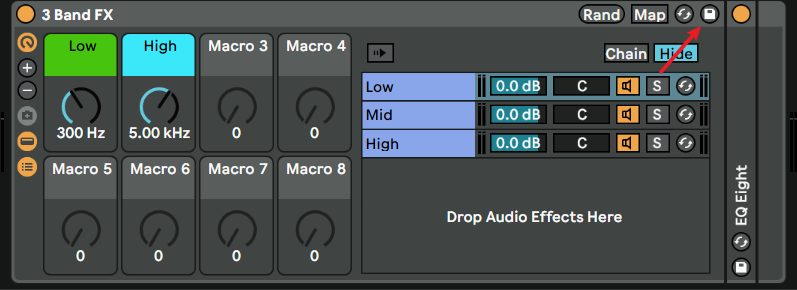 3 Band FX Rand Map
Low High Macro 3 Macro 4
300 Hz 5.00 kHz 0 0
Macro 5 Macro 6 Macro 7 Macro 8
0 0 0 0
Chain Hide
Low 0.0 dB C S
Mid 0.0 dB C S
High 0.0 dB C S
Drop Audio Effects Here
EQ Eight